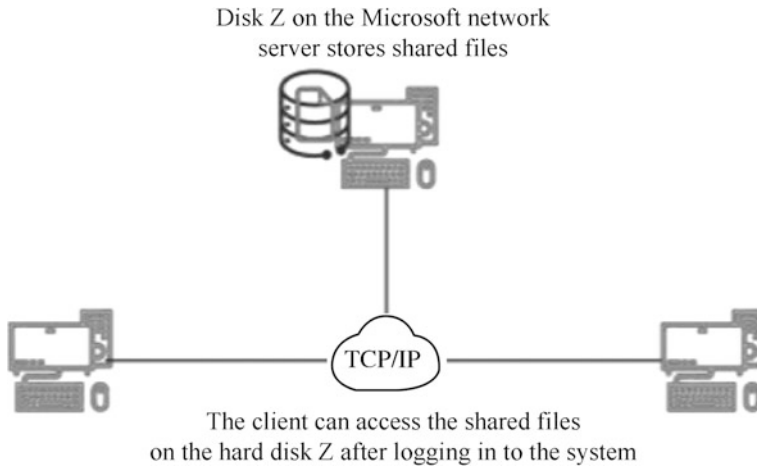 Disk Z on the Microsoft network
server stores shared files
TCP/IP
The client can access the shared files
on the hard disk Z after logging in to the system